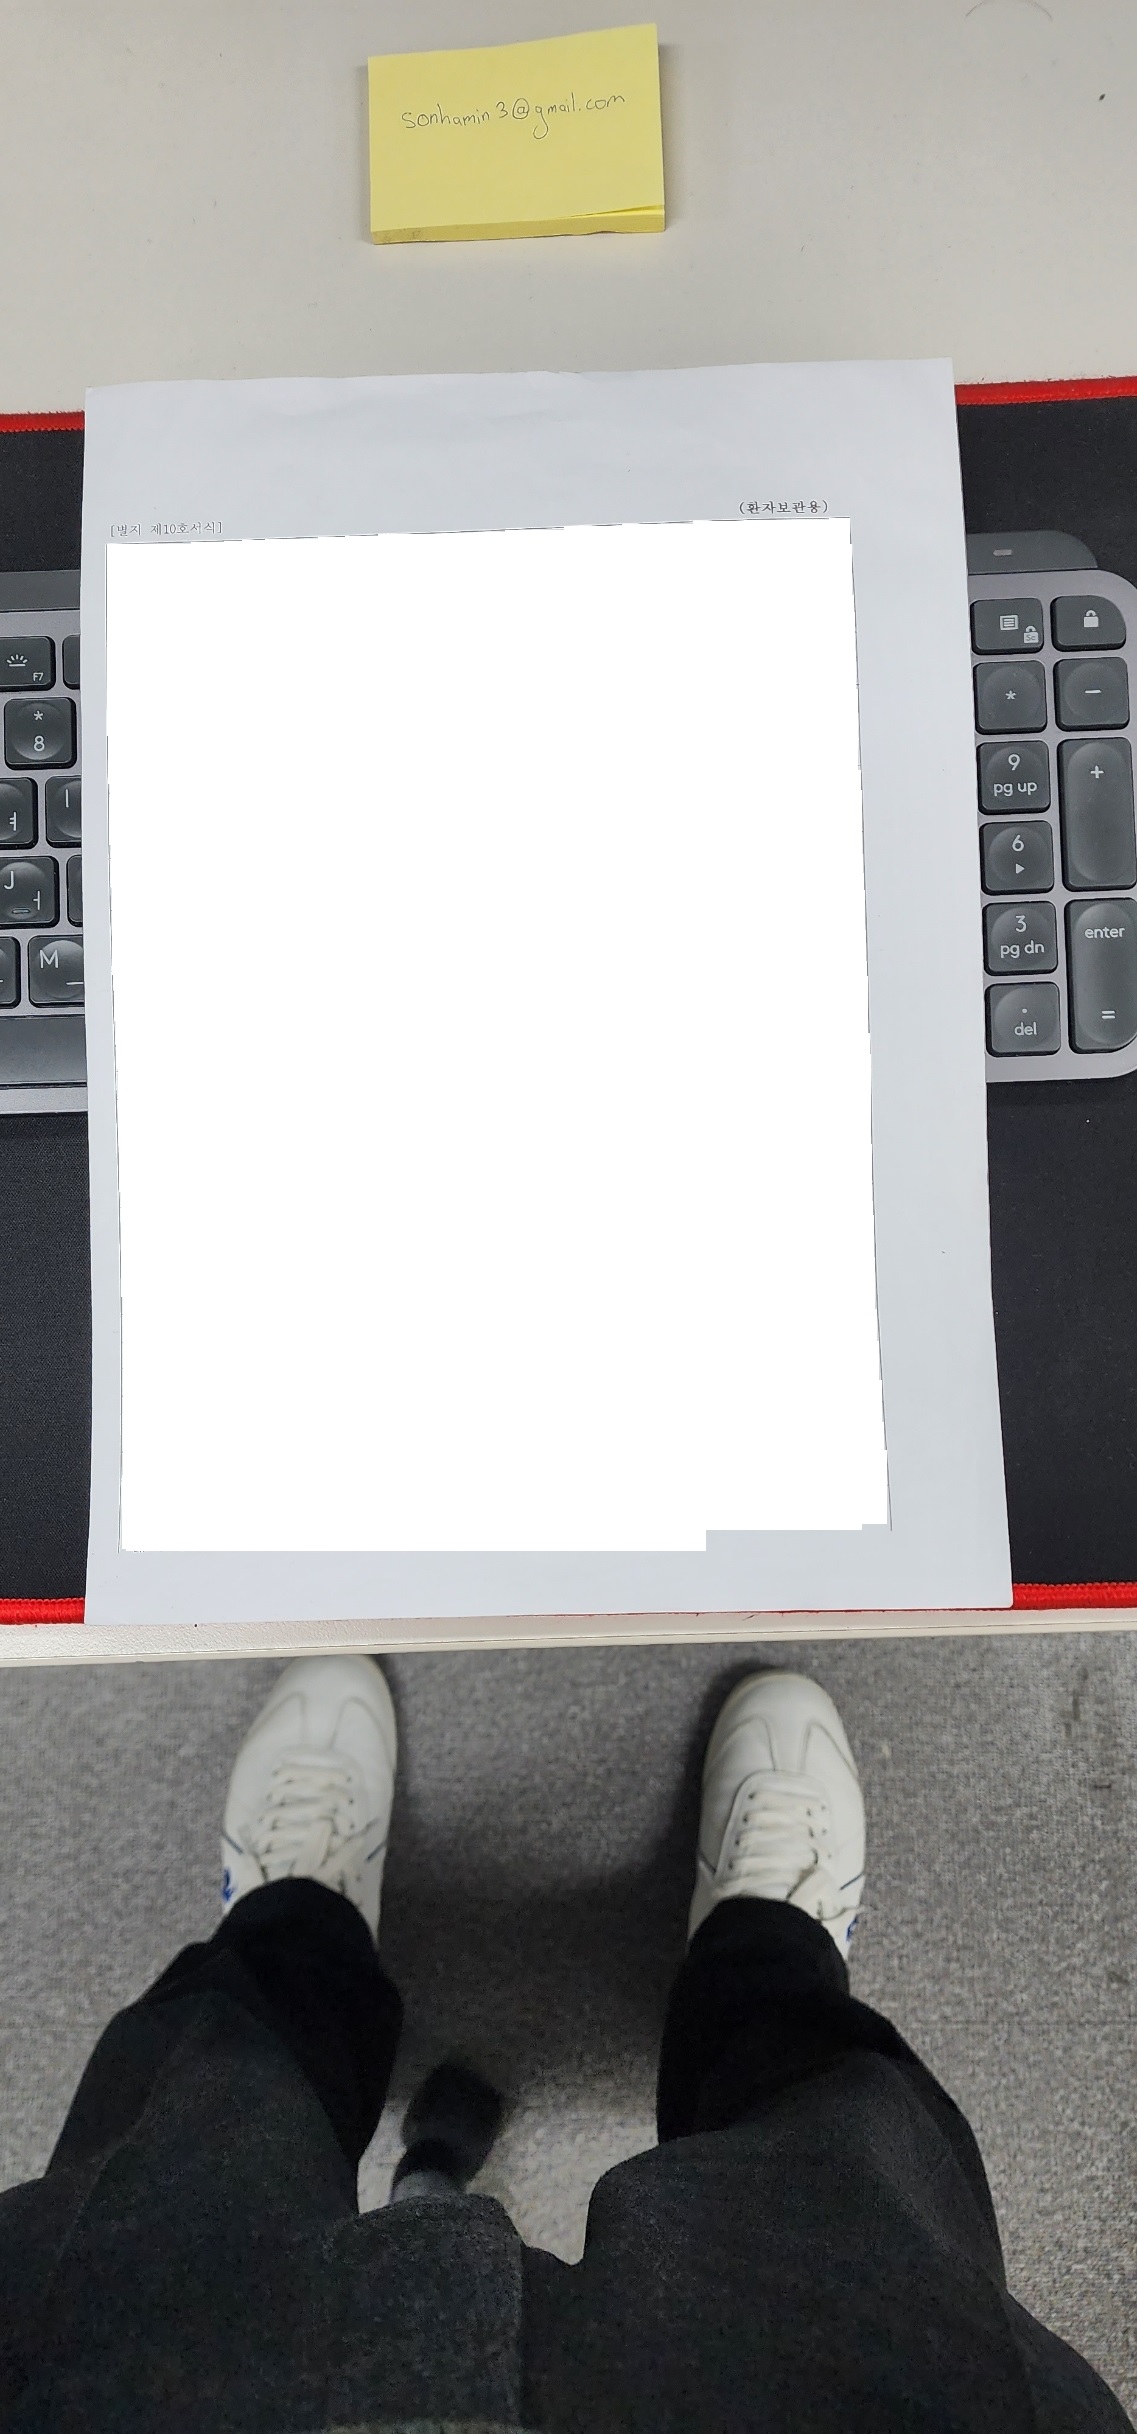 sonhamin3@gmail.com
(환자보관용)
[별지 제10호서식]
F7
*
8
ㅕ
J
ㅓ
M
ㅡ
*
−
9
pg up
+
6
3
pg dn
enter
.
del
=